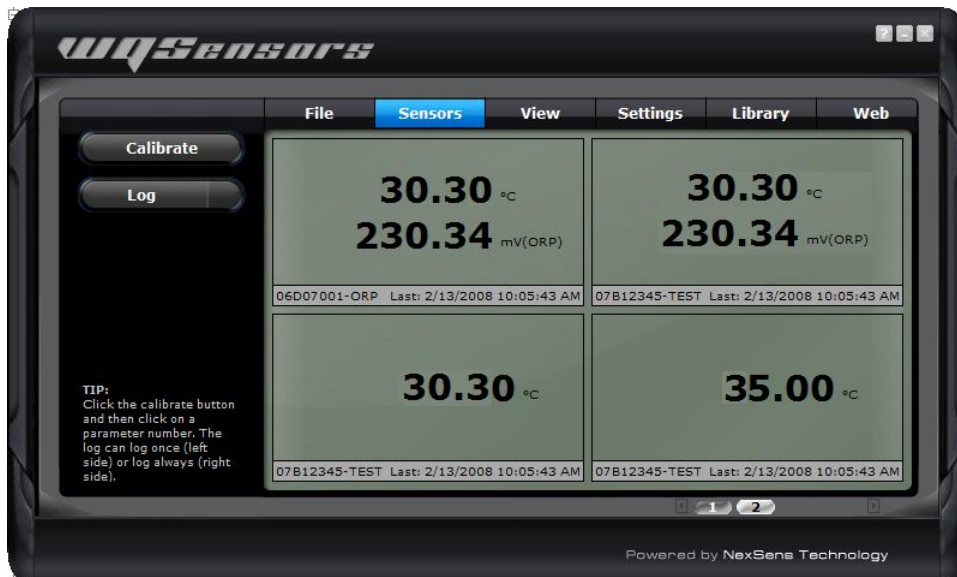 WQSensors
? _ x
File Sensors View Settings Library Web
Calibrate
Log
30.30 °C
230.34 mV(ORP)
06D07001-ORP Last: 2/13/2008 10:05:43 AM
30.30 °C
230.34 mV(ORP)
07B12345-TEST Last: 2/13/2008 10:05:43 AM
30.30 °C
07B12345-TEST Last: 2/13/2008 10:05:43 AM
35.00 °C
07B12345-TEST Last: 2/13/2008 10:05:43 AM
TIP:
Click the calibrate button
and then click on a
parameter number. The
log can log once (left
side) or log always (right
side).
1 2
Powered by NexSens Technology